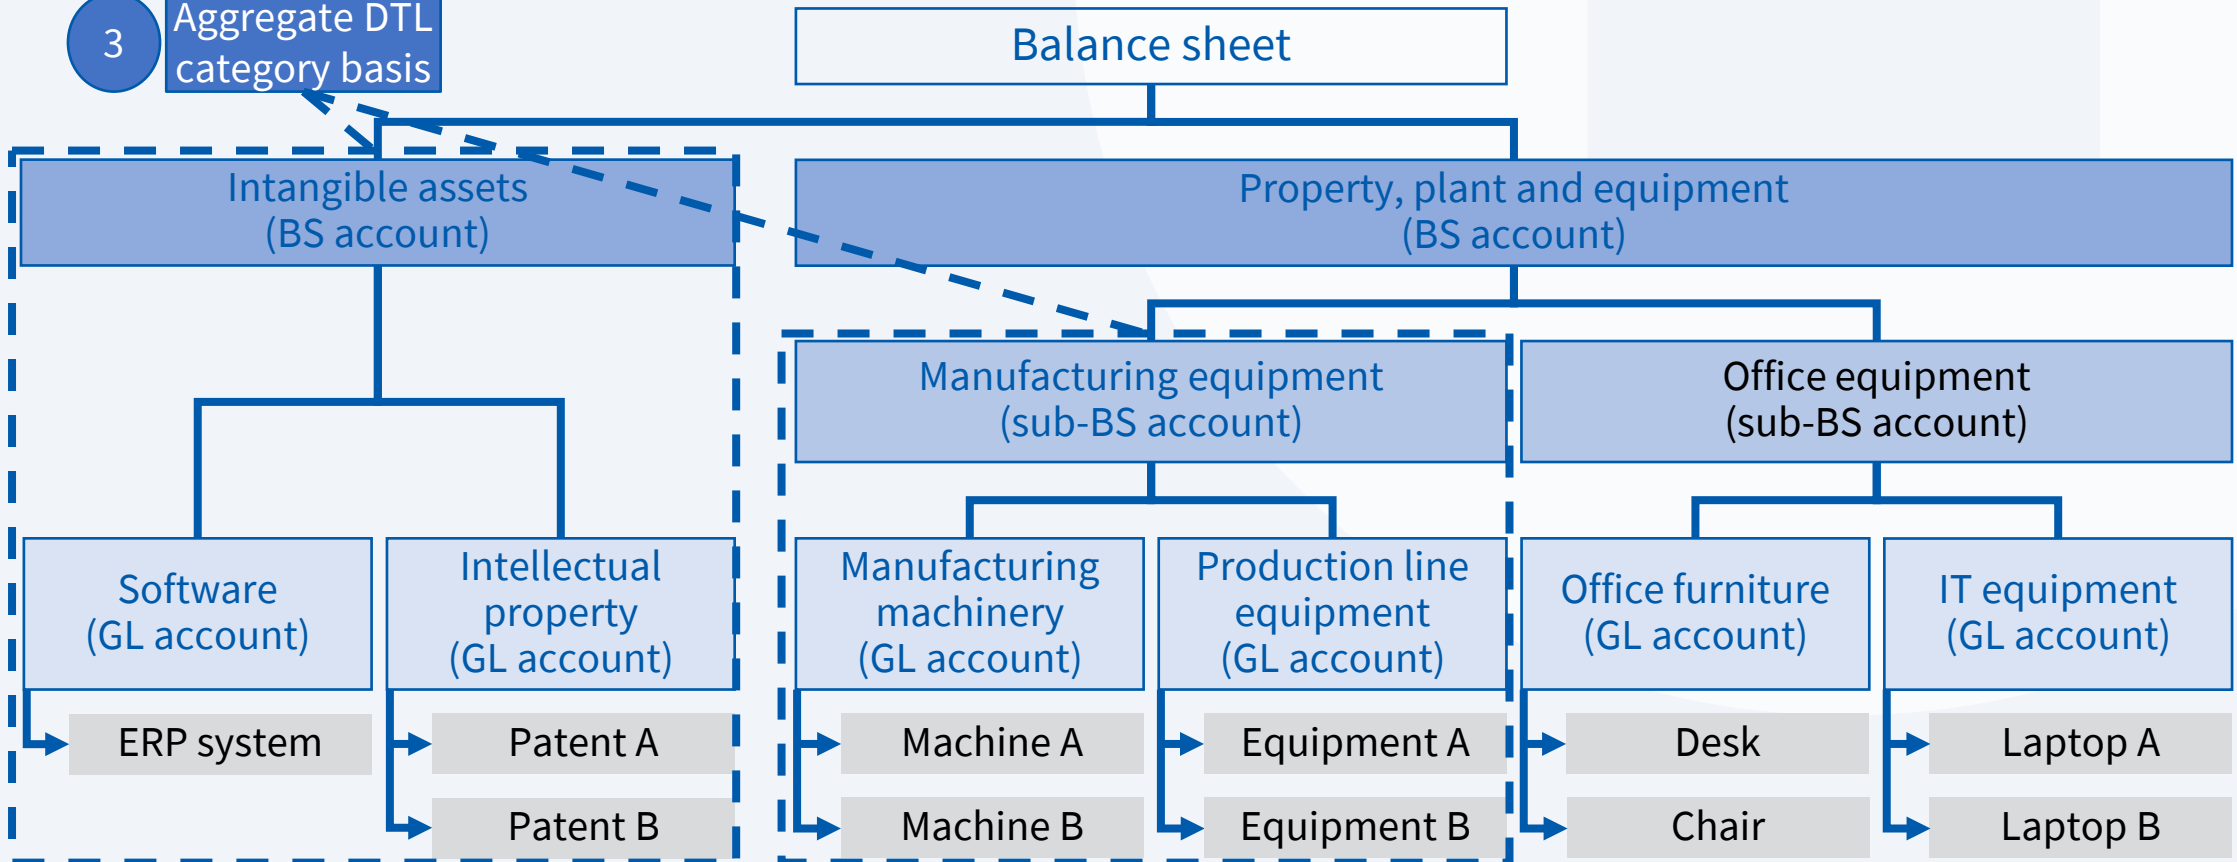 3
Aggregate DTL
category basis
Balance sheet
Intangible assets
(BS account)
Property, plant and equipment
(BS account)
Manufacturing equipment
(sub-BS account)
Office equipment
(sub-BS account)
Software
(GL account)
Intellectual
property
(GL account)
Manufacturing
machinery
(GL account)
Production line
equipment
(GL account)
Office furniture
(GL account)
IT equipment
(GL account)
ERP system
Patent A
Machine A
Equipment A
Desk
Laptop A
Patent B
Machine B
Equipment B
Chair
Laptop B